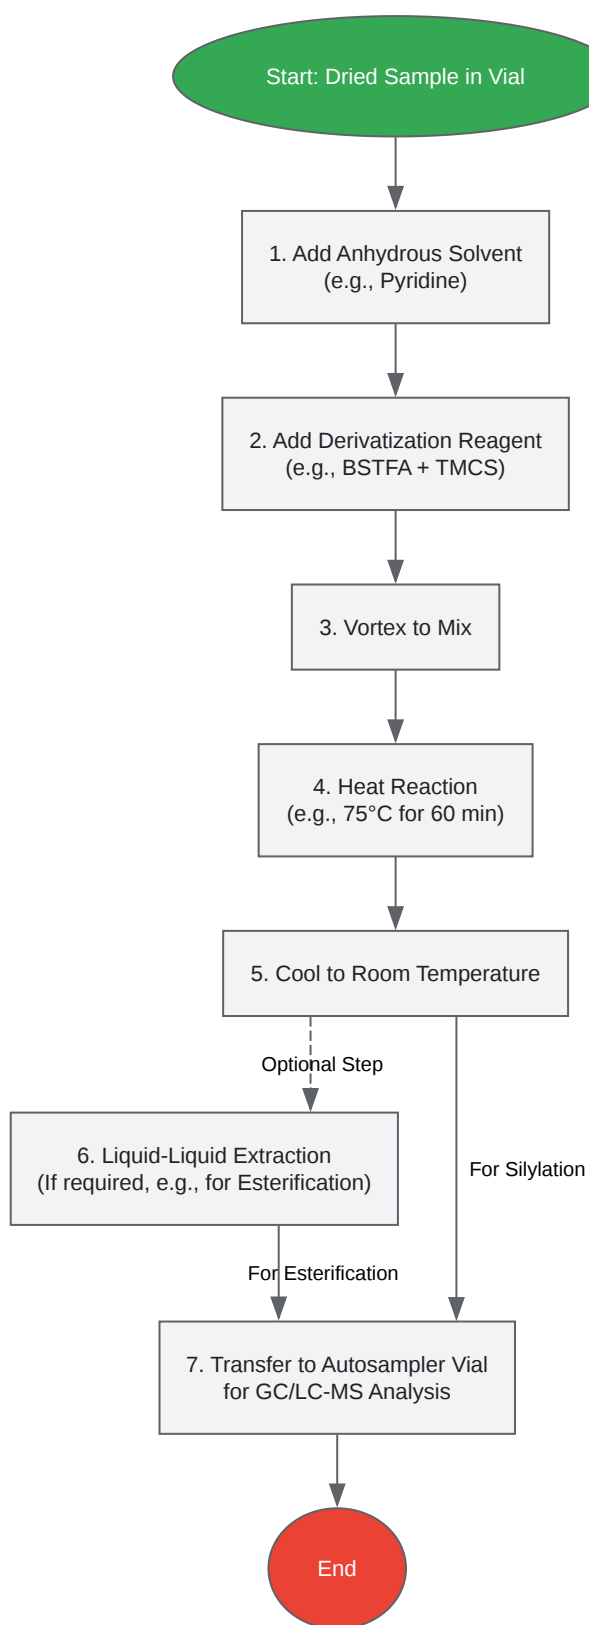 Start: Dried Sample in Vial
1. Add Anhydrous Solvent
(e.g., Pyridine)
2. Add Derivatization Reagent
(e.g., BSTFA + TMCS)
3. Vortex to Mix
4. Heat Reaction
(e.g., 75°C for 60 min)
5. Cool to Room Temperature
Optional Step
6. Liquid-Liquid Extraction
(If required, e.g., for Esterification)
For Silylation
For Esterification
7. Transfer to Autosampler Vial
for GC/LC-MS Analysis
End